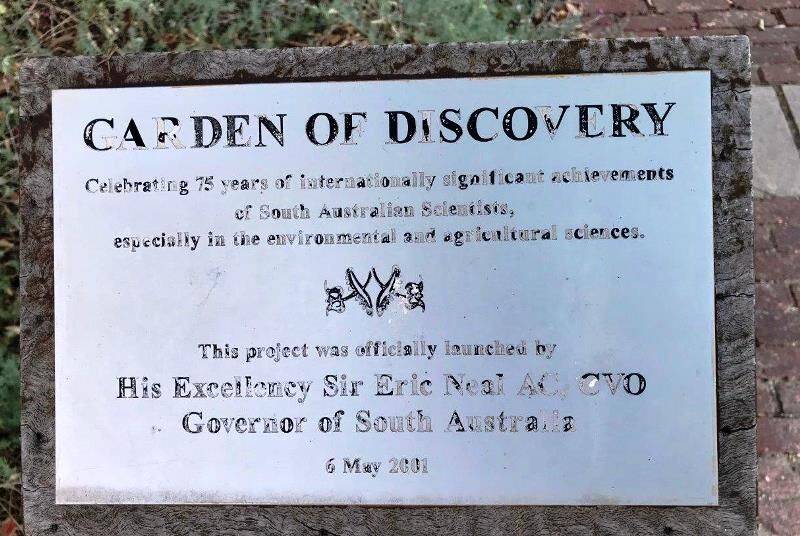 GARDEN OF DISCOVERY
Celebrating 75 years of internationally significant achievements
of South Australian Scientists,
especially in the environmental and agricultural sciences.
This project was officially launched by
His Excellency Sir Eric Neal AC, CVO
Governor of South Australia
6 May 2001